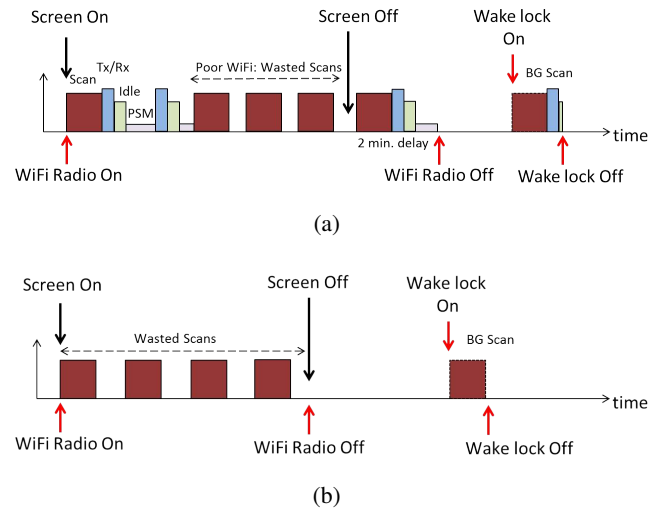 Screen On
Screen Off
Wake lock
On
Tx/Rx
Poor WiFi: Wasted Scans
BG Scan
Scan
Idle
PSM
2 min. delay
time
WiFi Radio On
WiFi Radio Off
Wake lock Off
(a)
Screen On
Screen Off
Wake lock
On
Wasted Scans
BG Scan
time
WiFi Radio On
WiFi Radio Off
Wake lock Off
(b)